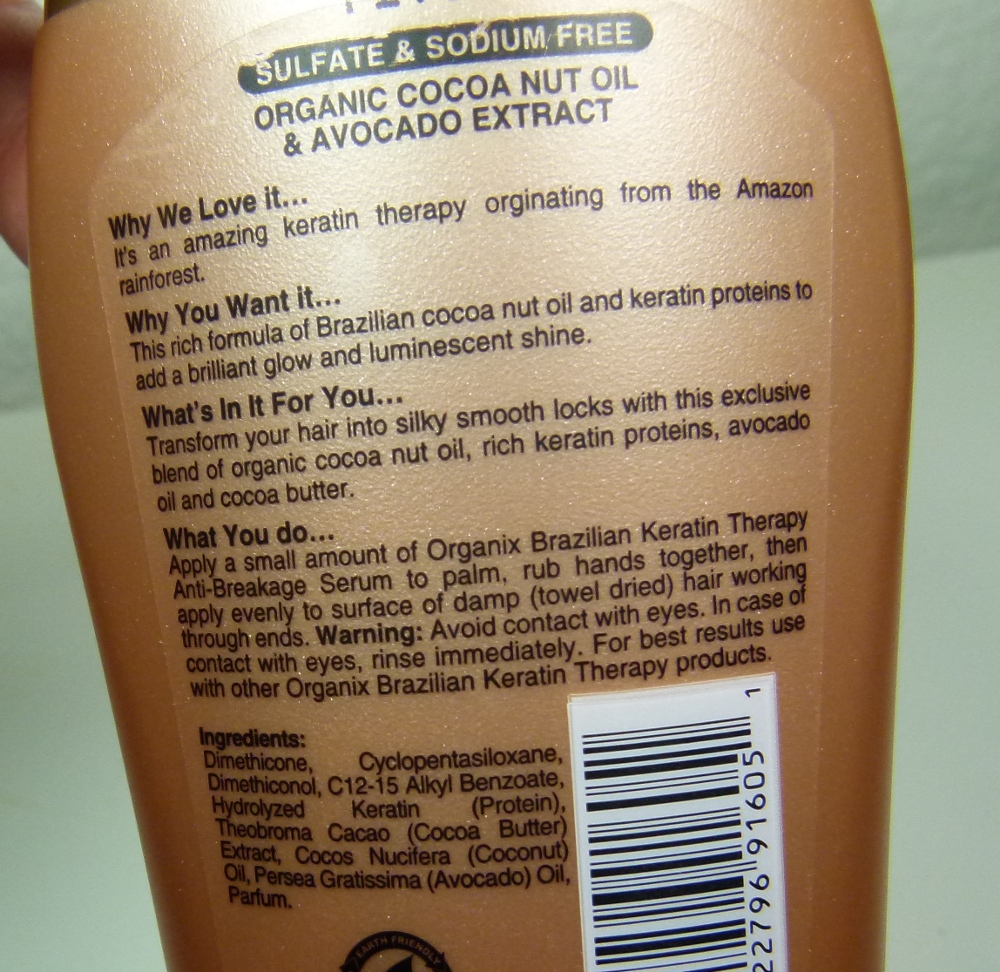 SULFATE & SODIUM FREE
ORGANIC COCOA NUT OIL
& AVOCADO EXTRACT
Why We Love it...
It's an amazing keratin therapy orginating from the Amazon
rainforest.
Why You Want it...
This rich formula of Brazilian cocoa nut oil and keratin proteins to
add a brilliant glow and luminescent shine.
What's In It For You...
Transform your hair into silky smooth locks with this exclusive
blend of organic cocoa nut oil, rich keratin proteins, avocado
oil and cocoa butter.
What You do...
Apply a small amount of Organix Brazilian Keratin Therapy
Anti-Breakage Serum to palm, rub hands together, then
apply evenly to surface of damp (towel dried) hair working
through ends. Warning: Avoid contact with eyes. In case of
contact with eyes, rinse immediately. For best results use
with other Organix Brazilian Keratin Therapy products.
Ingredients:
Dimethicone, Cyclopentasiloxane,
Dimethiconol, C12-15 Alkyl Benzoate,
Hydrolyzed Keratin (Protein),
Theobroma Cacao (Cocoa Butter)
Extract, Cocos Nucifera (Coconut)
Oil, Persea Gratissima (Avocado) Oil,
Parfum.
22796 91605 1
EARTH FRIENDLY